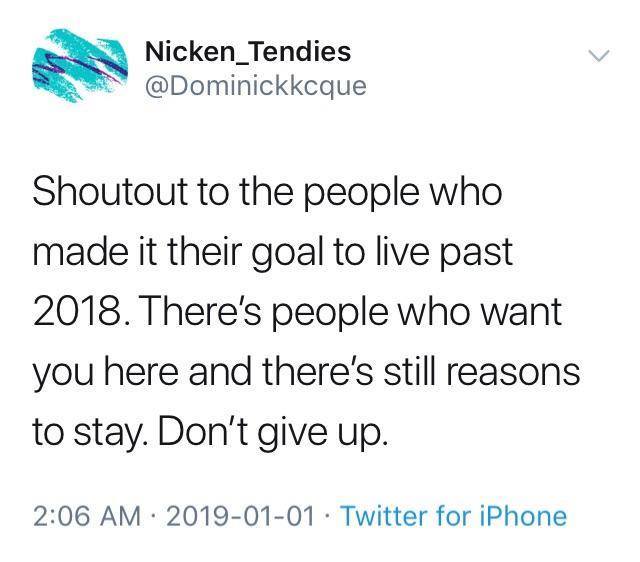 Nicken_Tendies
@Dominickkcque
Shoutout to the people who
made it their goal to live past
2018. There's people who want
you here and there's still reasons
to stay. Don't give up.
2:06 AM · 2019-01-01 · Twitter for iPhone